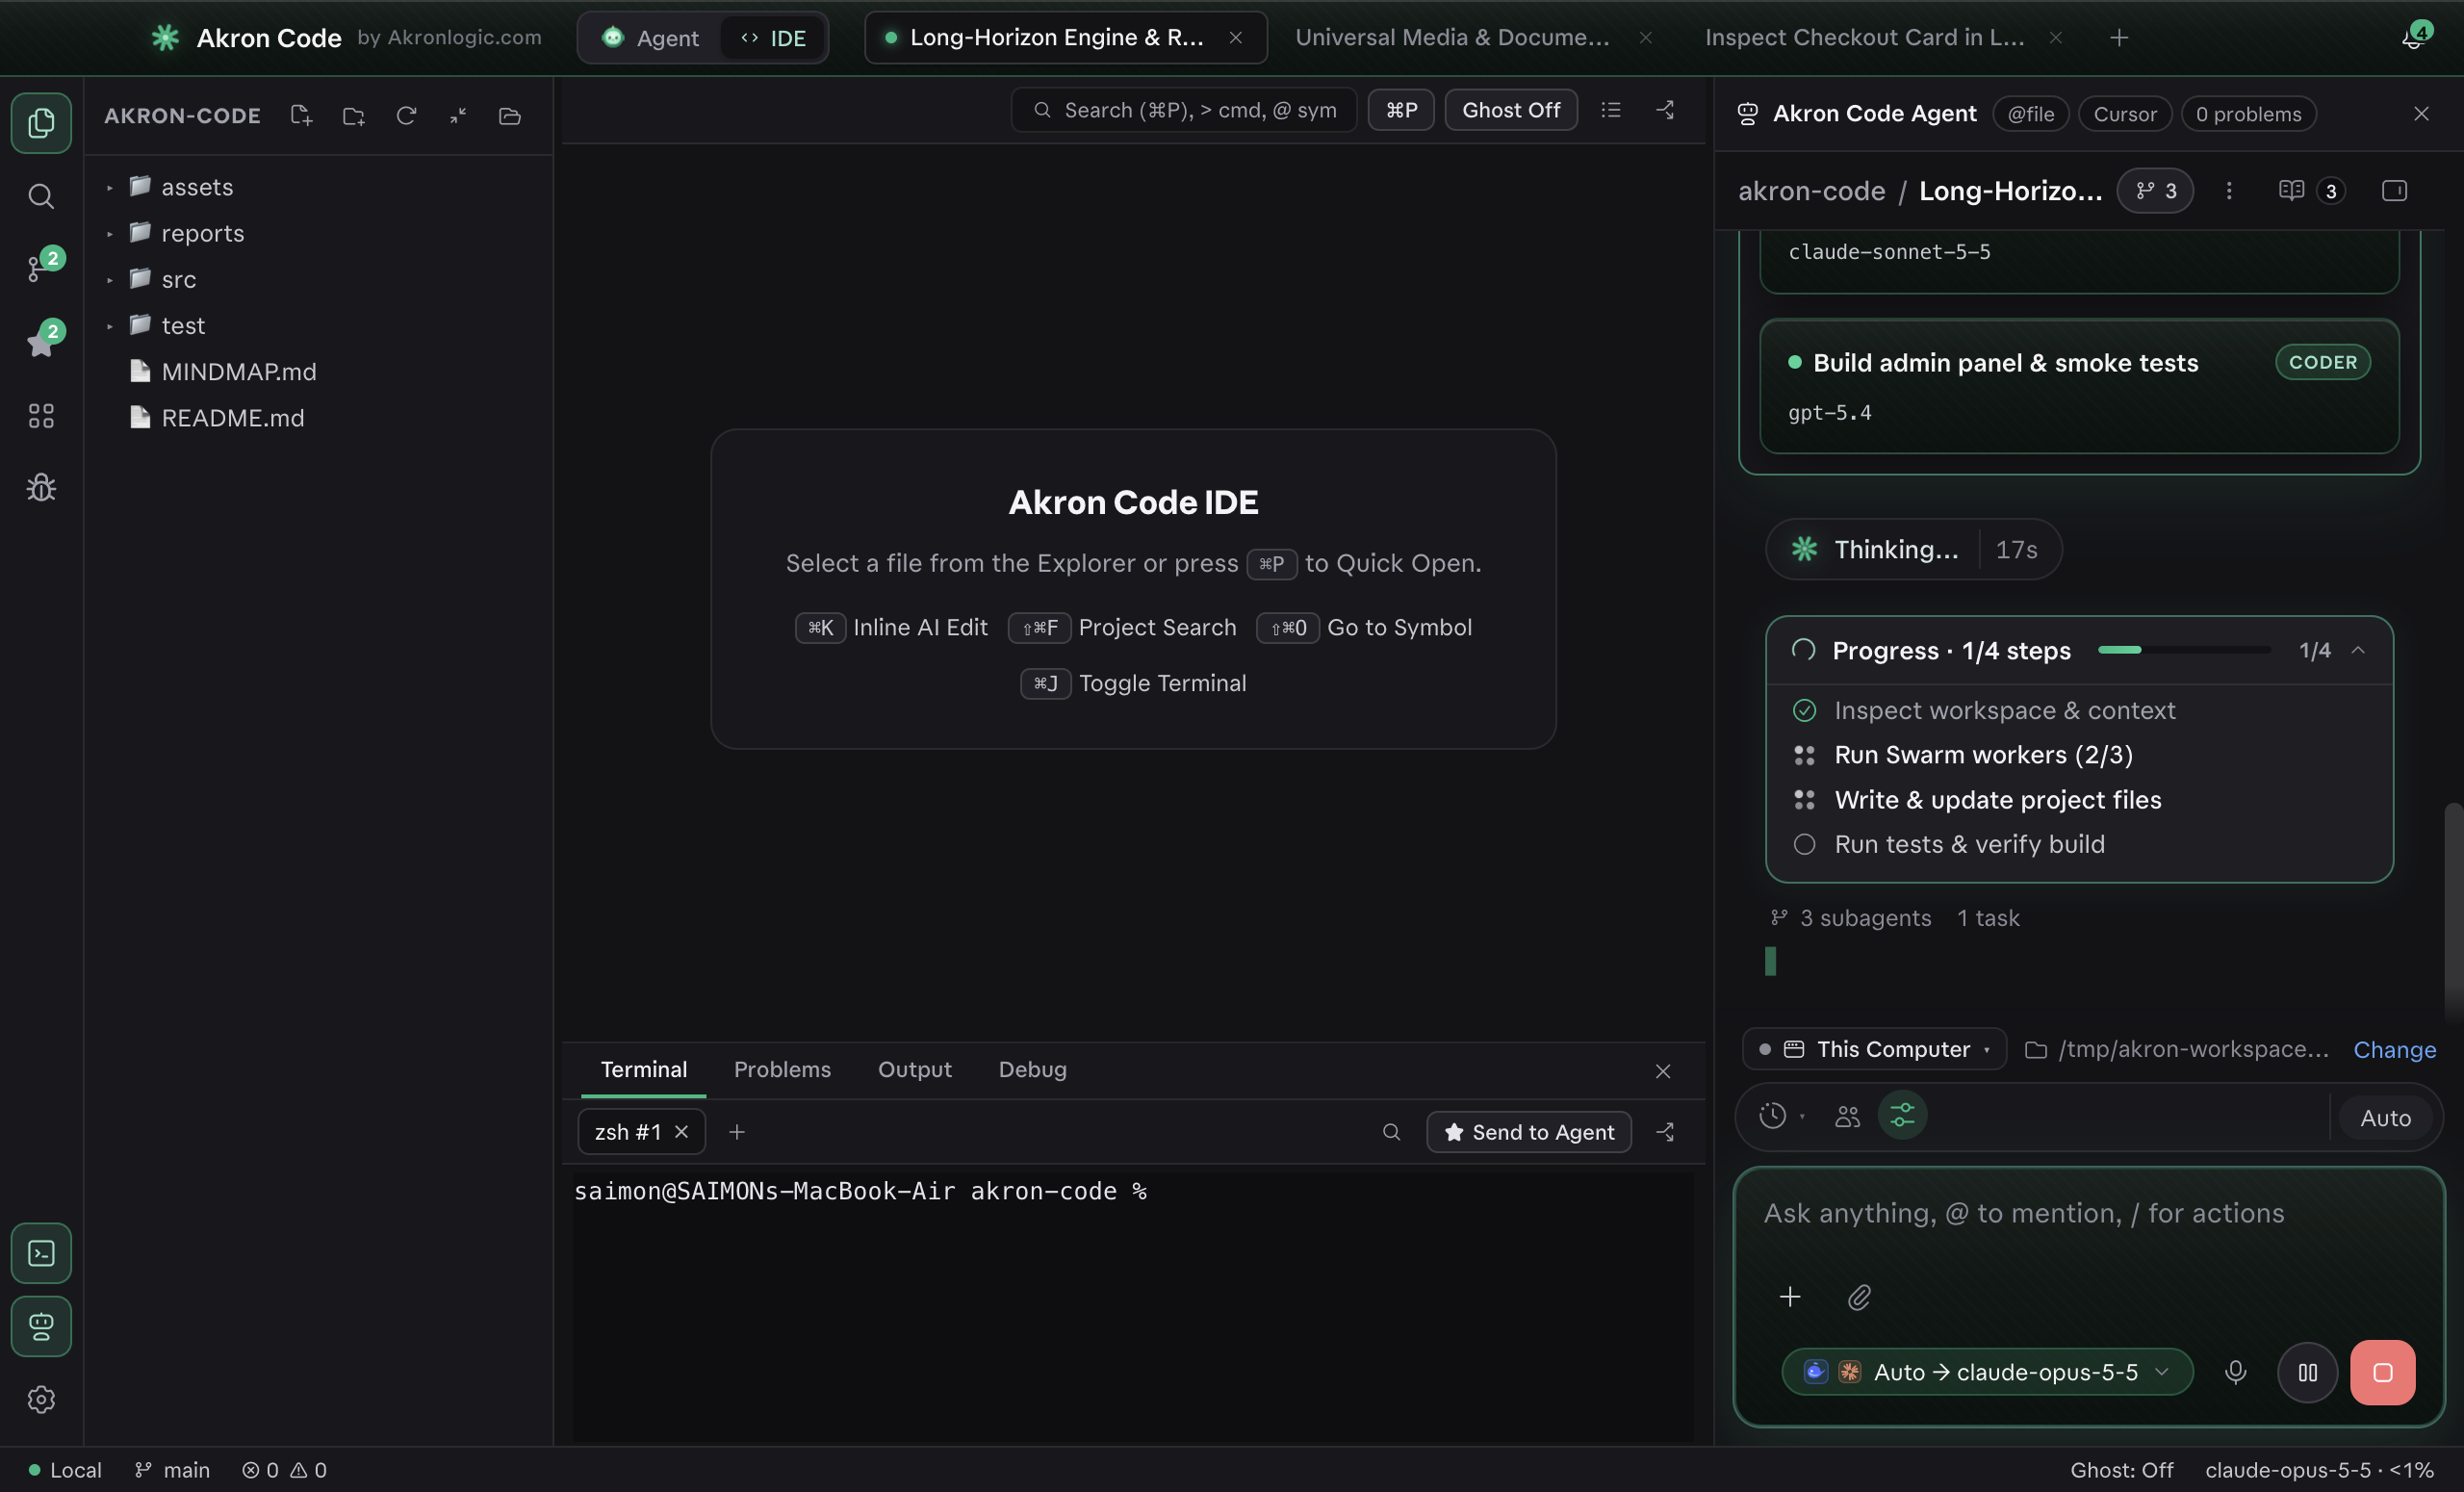 Akron Code by Akronlogic.com
Agent
IDE
Long-Horizon Engine & R...
Universal Media & Docume...
Inspect Checkout Card in L...
4
AKRON-CODE
2
2
assets
reports
src
test
MINDMAP.md
README.md
Search (⌘P), > cmd, @ sym
⌘P
Ghost Off
Akron Code IDE
Select a file from the Explorer or press ⌘P to Quick Open.
⌘K Inline AI Edit ⇧⌘F Project Search ⇧⌘O Go to Symbol
⌘J Toggle Terminal
Terminal Problems Output Debug
zsh #1
Send to Agent
saimon@SAIMONs-MacBook-Air akron-code %
Akron Code Agent @file Cursor 0 problems
akron-code / Long-Horizo... 3 3
claude-sonnet-5-5
Build admin panel & smoke tests CODER
gpt-5.4
Thinking... 17s
Progress · 1/4 steps 1/4
Inspect workspace & context
Run Swarm workers (2/3)
Write & update project files
Run tests & verify build
3 subagents 1 task
This Computer /tmp/akron-workspace... Change
Auto
Ask anything, @ to mention, / for actions
Auto → claude-opus-5-5
Local main 0 0
Ghost: Off claude-opus-5-5 · <1%